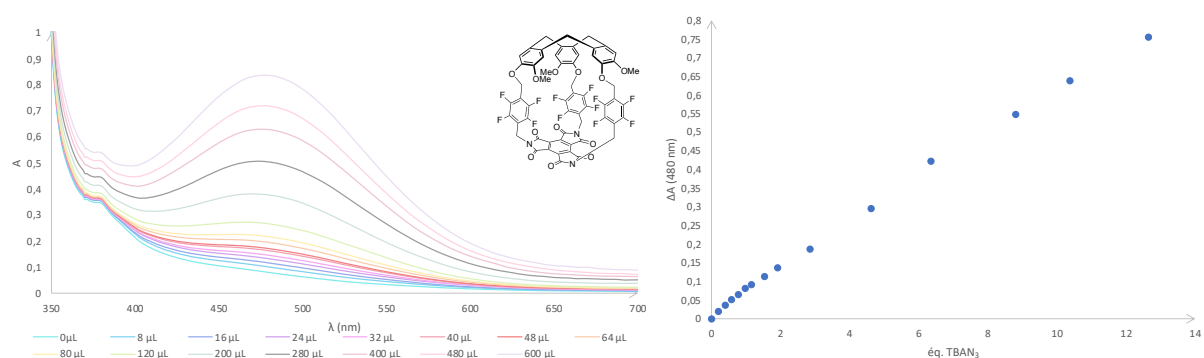 1
0,9
0,8
0,7
0,6
0,5
0,4
0,3
0,2
0,1
0
A
350
400
450
500
550
600
650
700
λ (nm)
0 µL
8 µL
16 µL
24 µL
32 µL
40 µL
48 µL
64 µL
80 µL
120 µL
200 µL
280 µL
400 µL
480 µL
600 µL
O
OMe
O
MeO
O
OMe
F
F
F
F
F
F
F
F
F
F
F
F
N
O
O
N
O
O
N
O
O
0,8
0,75
0,7
0,65
0,6
0,55
0,5
0,45
0,4
0,35
0,3
0,25
0,2
0,15
0,1
0,05
0
ΔA (480 nm)
0
2
4
6
8
10
12
14
éq. TBAN₃